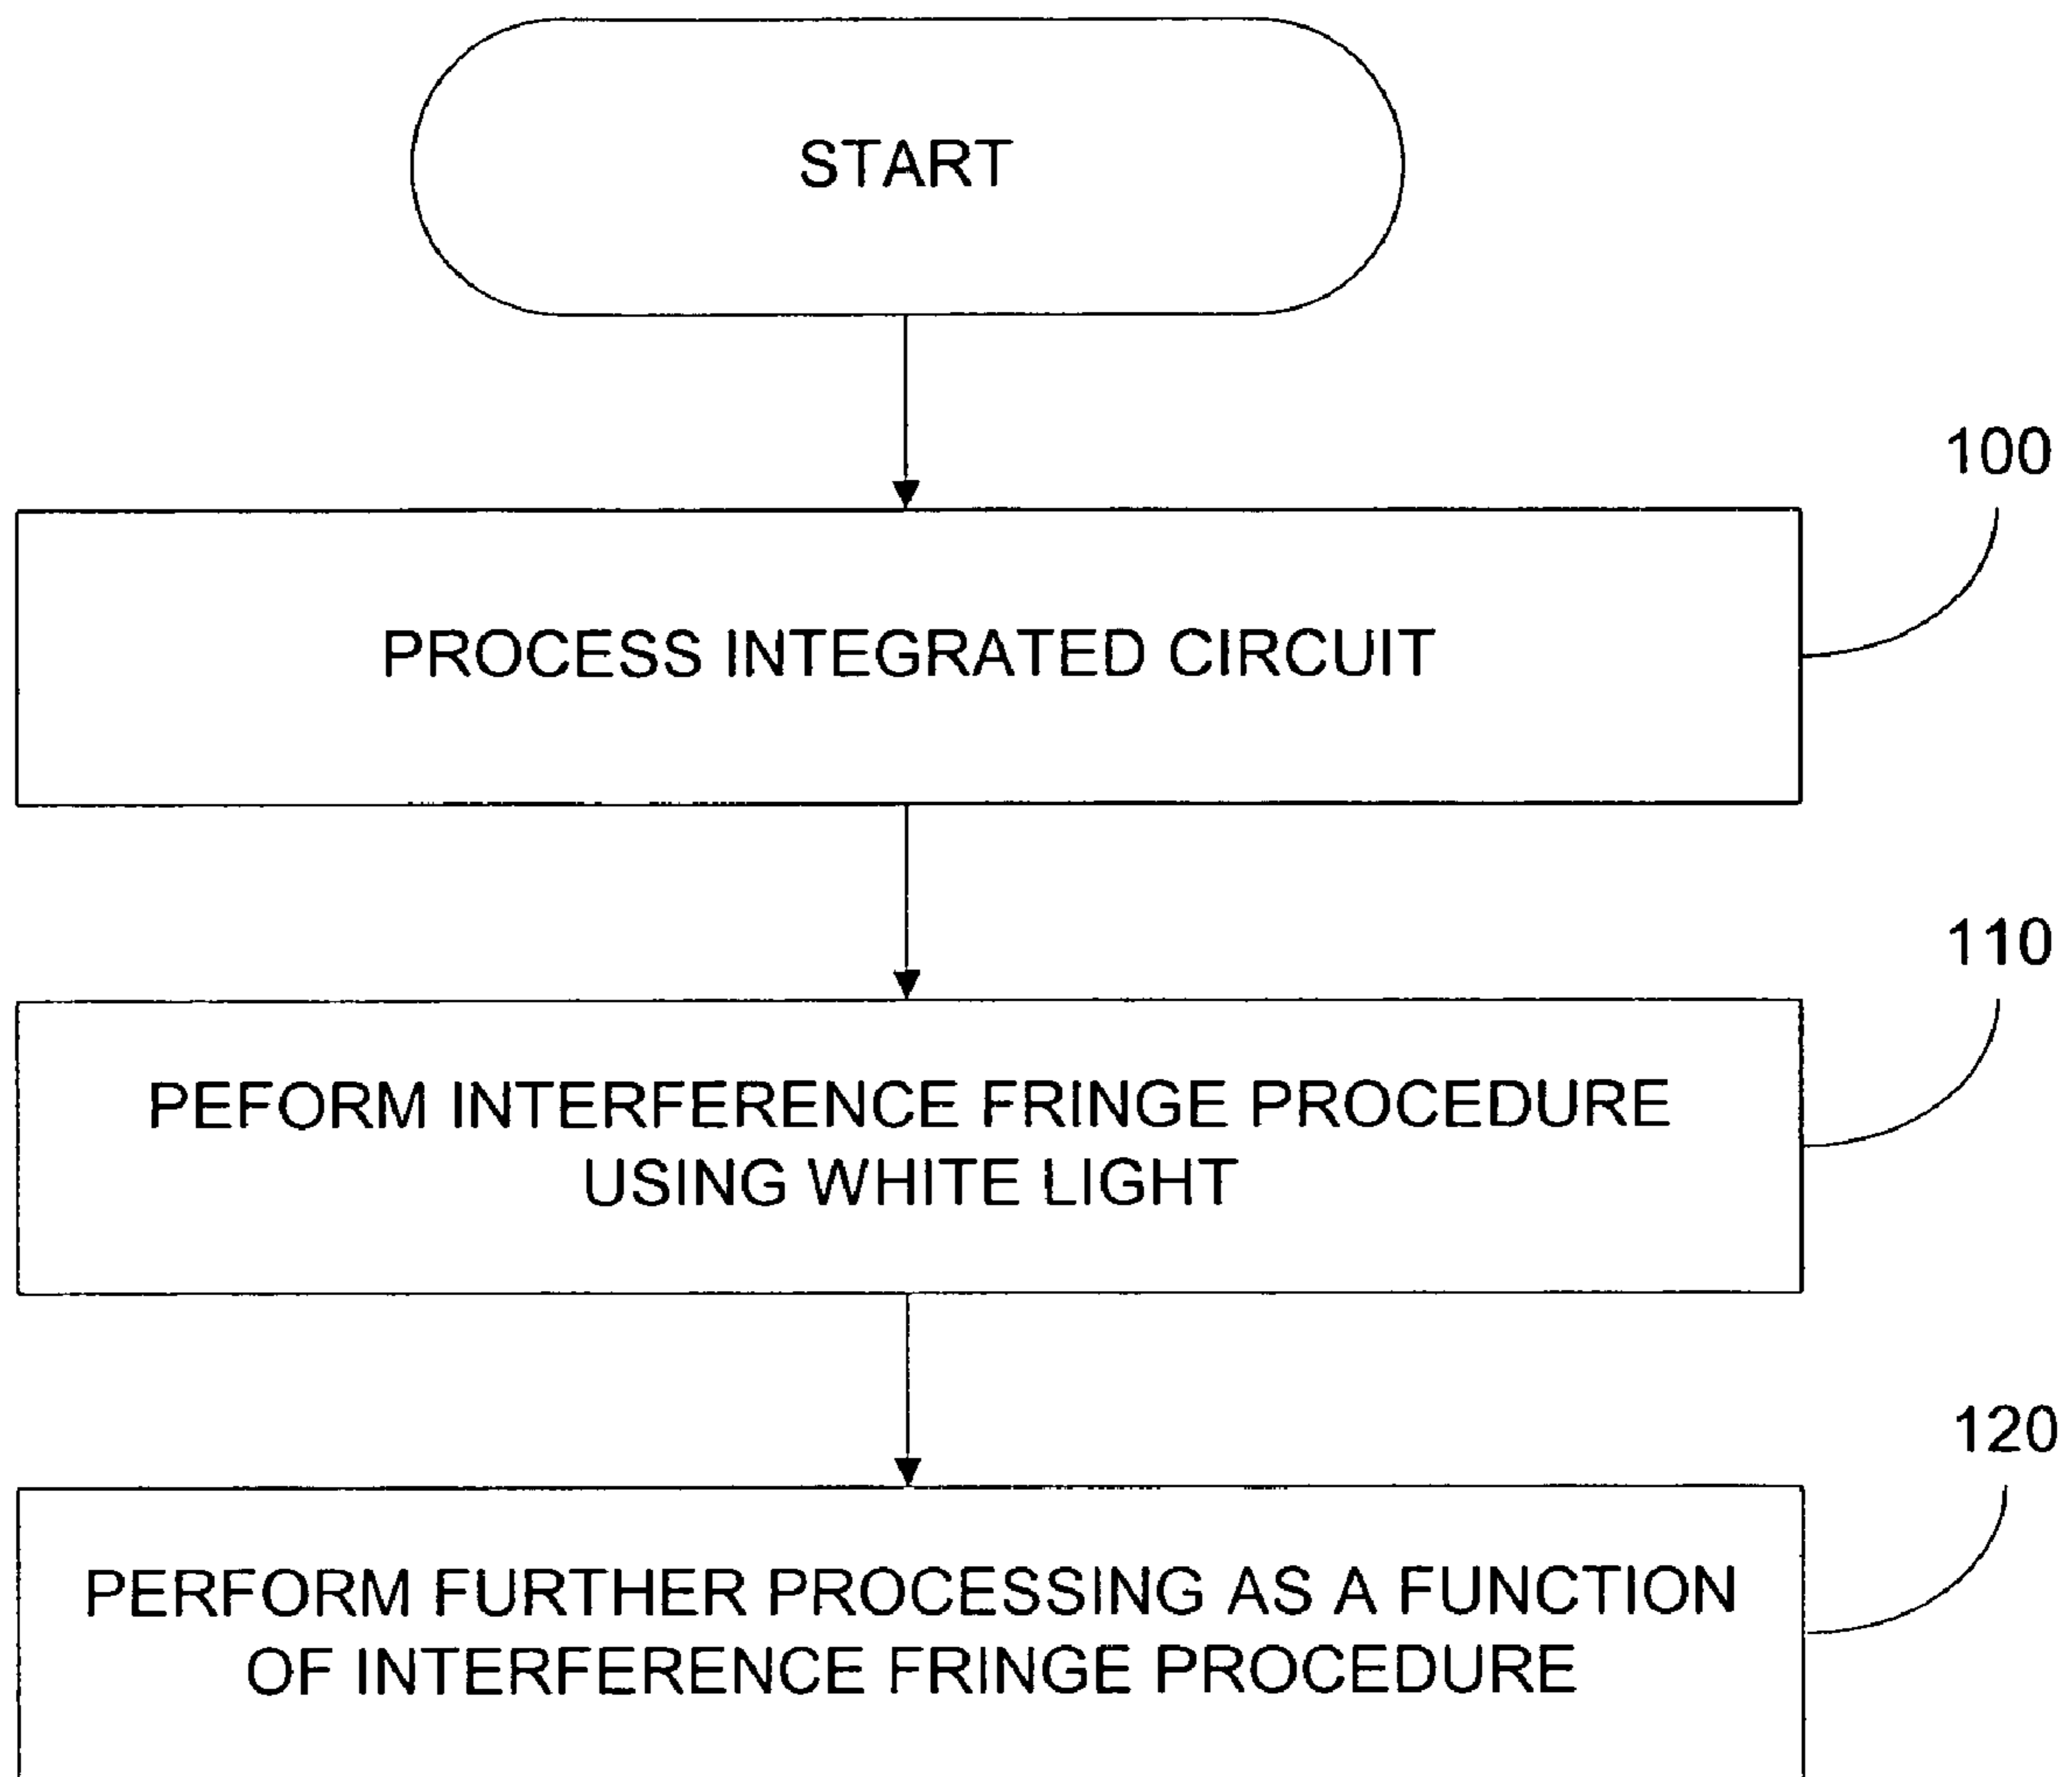 START
100
PROCESS INTEGRATED CIRCUIT
110
PEFORM INTERFERENCE FRINGE PROCEDURE
USING WHITE LIGHT
120
PERFORM FURTHER PROCESSING AS A FUNCTION
OF INTERFERENCE FRINGE PROCEDURE